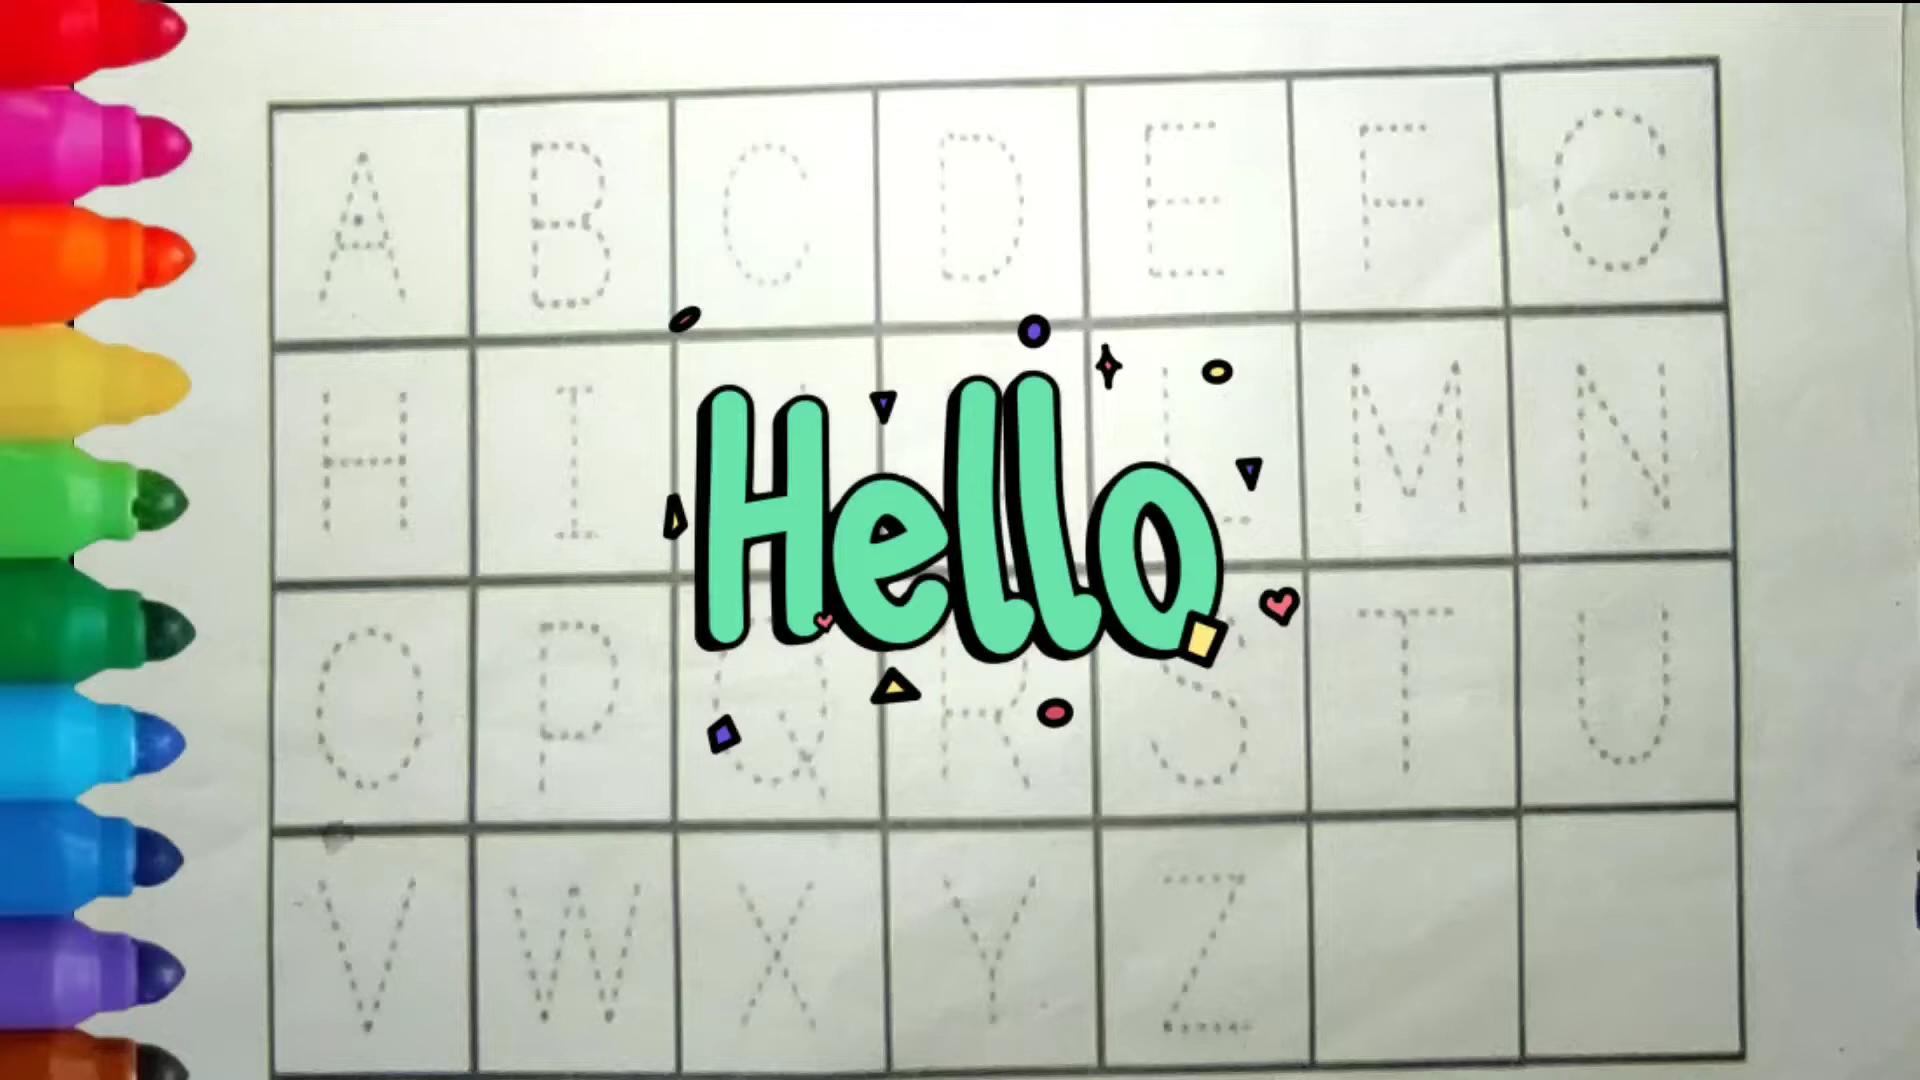 A B C D E F G
H I L M N
Hello
O P Q R S T U
V W X Y Z